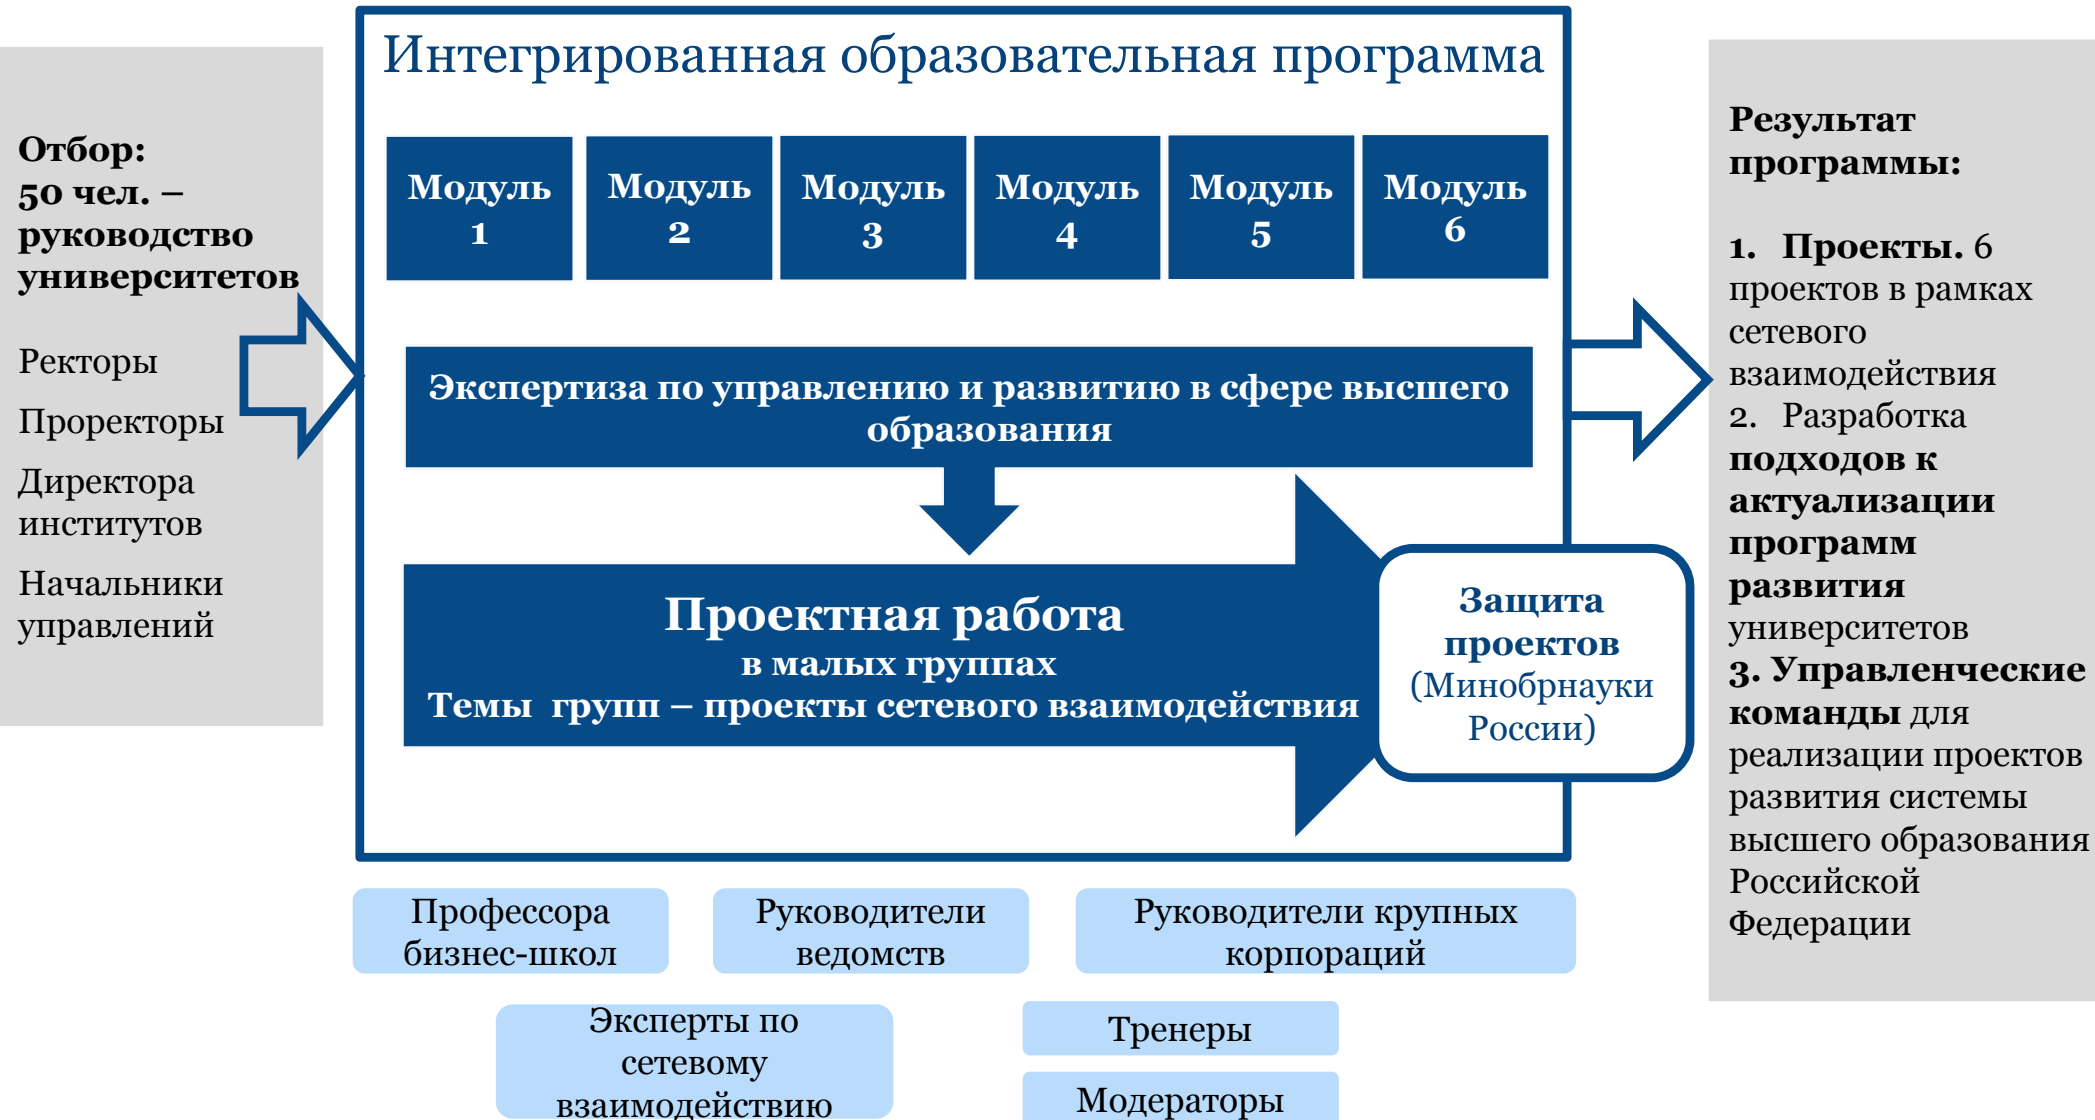 Интегрированная образовательная программа
Отбор:
50 чел. –
руководство
университетов
Ректоры
Проректоры
Директора
институтов
Начальники
управлений
Модуль
1
Модуль
2
Модуль
3
Модуль
4
Модуль
5
Модуль
6
Экспертиза по управлению и развитию в сфере высшего
образования
Проектная работа
в малых группах
Темы групп – проекты сетевого взаимодействия
Защита
проектов
(Минобрнауки
России)
Результат
программы:
1. Проекты. 6
проектов в рамках
сетевого
взаимодействия
2. Разработка
подходов к
актуализации
программ
развития
университетов
3. Управленческие
команды для
реализации проектов
развития системы
высшего образования
Российской
Федерации
Профессора
бизнес-школ
Руководители
ведомств
Руководители крупных
корпораций
Эксперты по
сетевому
взаимодействию
Тренеры
Модераторы